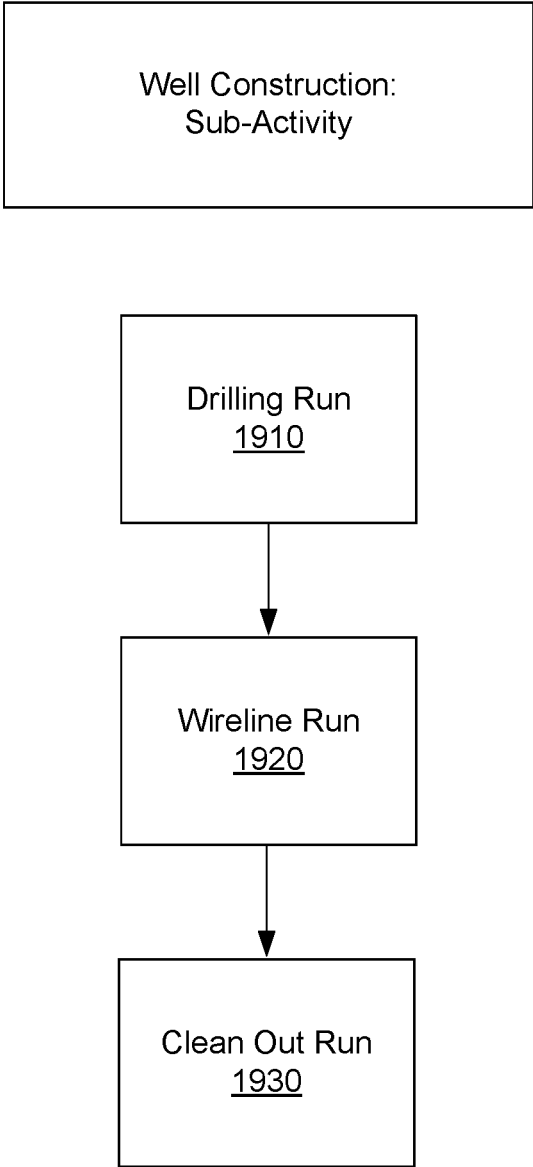 Well Construction:
Sub-Activity
Drilling Run
1910
Wireline Run
1920
Clean Out Run
1930